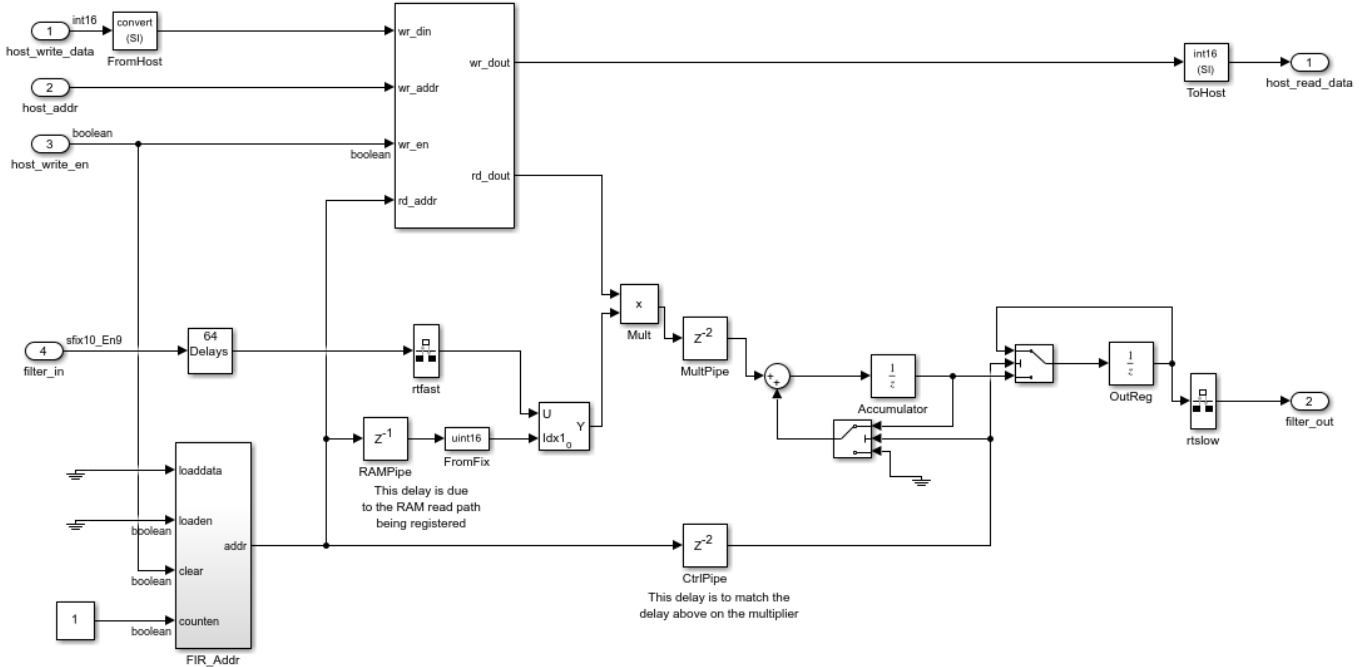 int16
1
host_write_data
convert
(SI)
FromHost
2
host_addr
boolean
3
host_write_en
boolean
wr_din
wr_addr
wr_en
rd_addr
wr_dout
rd_dout
int16
(SI)
ToHost
1
host_read_data
sfix10_En9
4
filter_in
64
Delays
rtfast
x
Mult
Z-2
MultPipe
+
+
1
z
Accumulator
1
z
OutReg
rtslow
2
filter_out
Z-1
RAMPipe
uint16
FromFix
U
Idx1
0
Y
This delay is due
to the RAM read path
being registered
loaddata
loaden
boolean
addr
clear
boolean
1
counten
boolean
FIR_Addr
Z-2
CtrlPipe
This delay is to match the
delay above on the multiplier